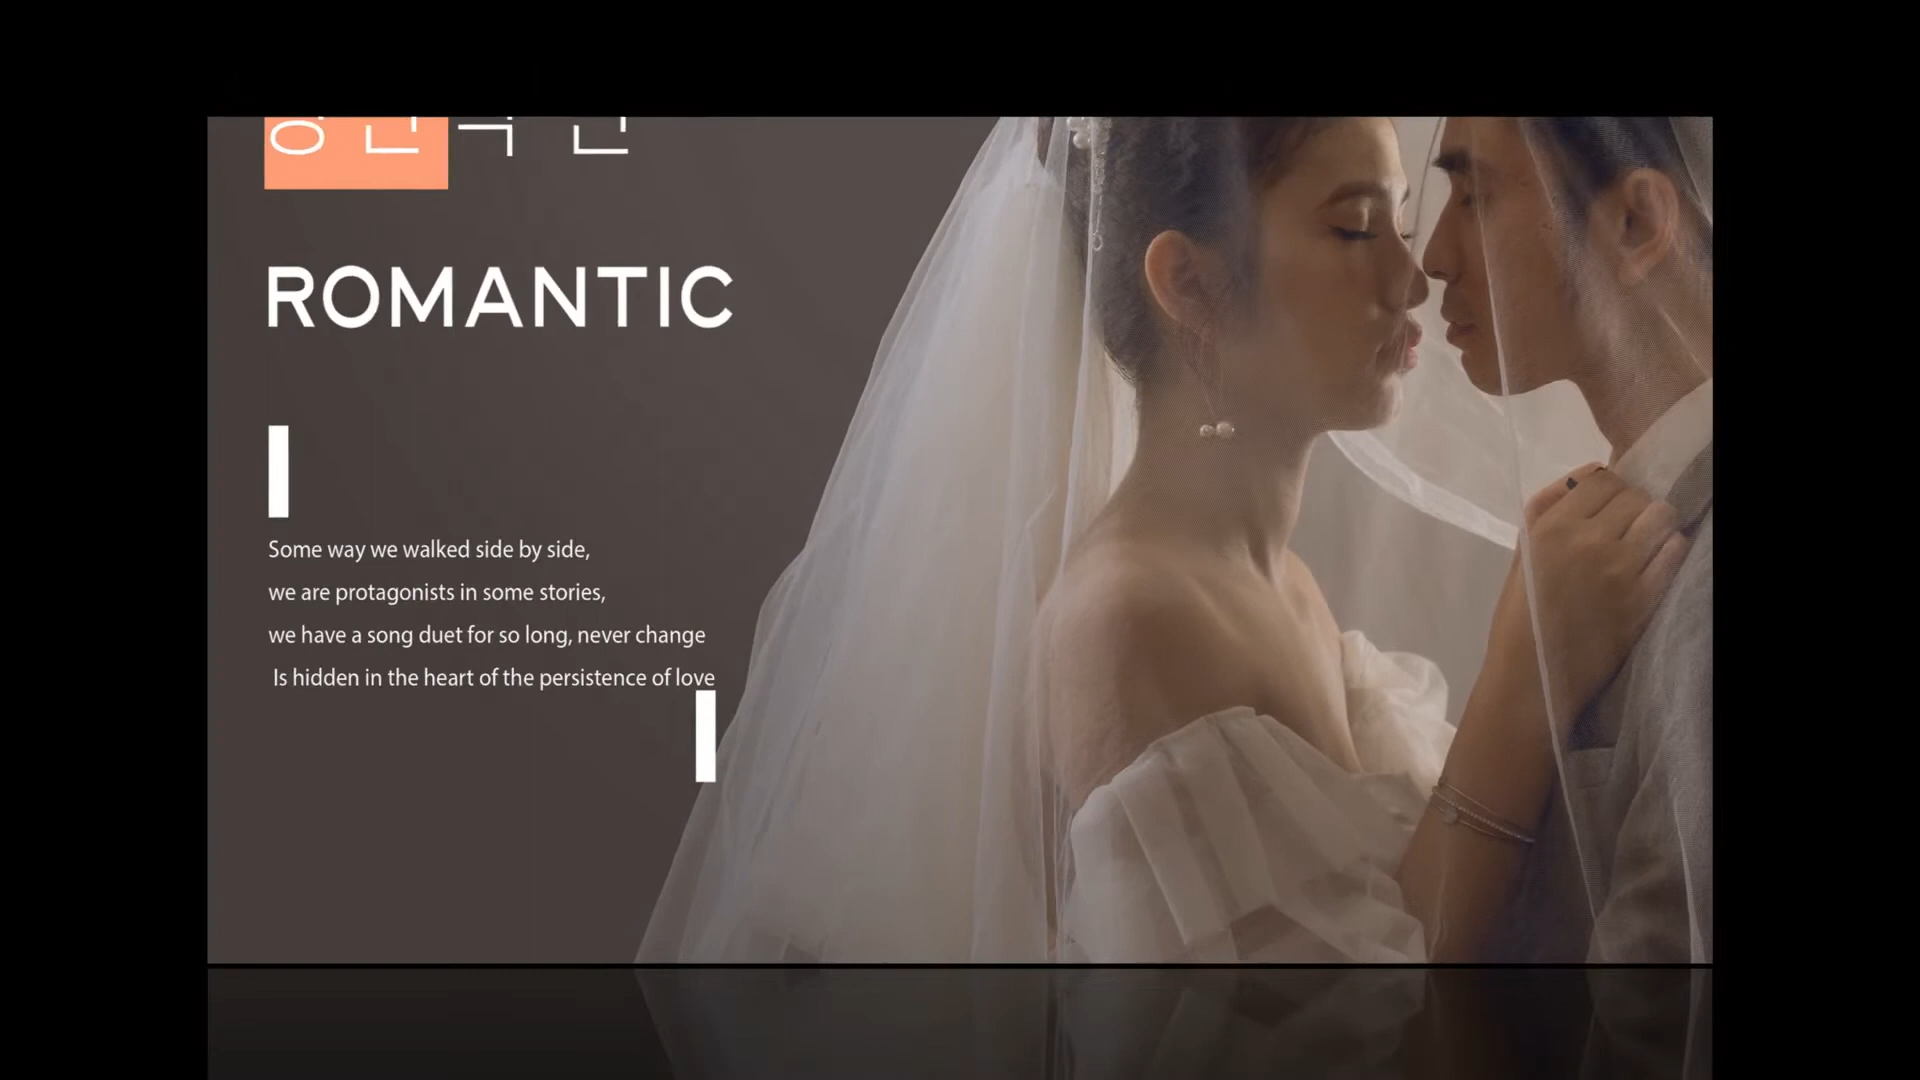 ROMANTIC
Some way we walked side by side,
we are protagonists in some stories,
we have a song duet for so long, never change
Is hidden in the heart of the persistence of love